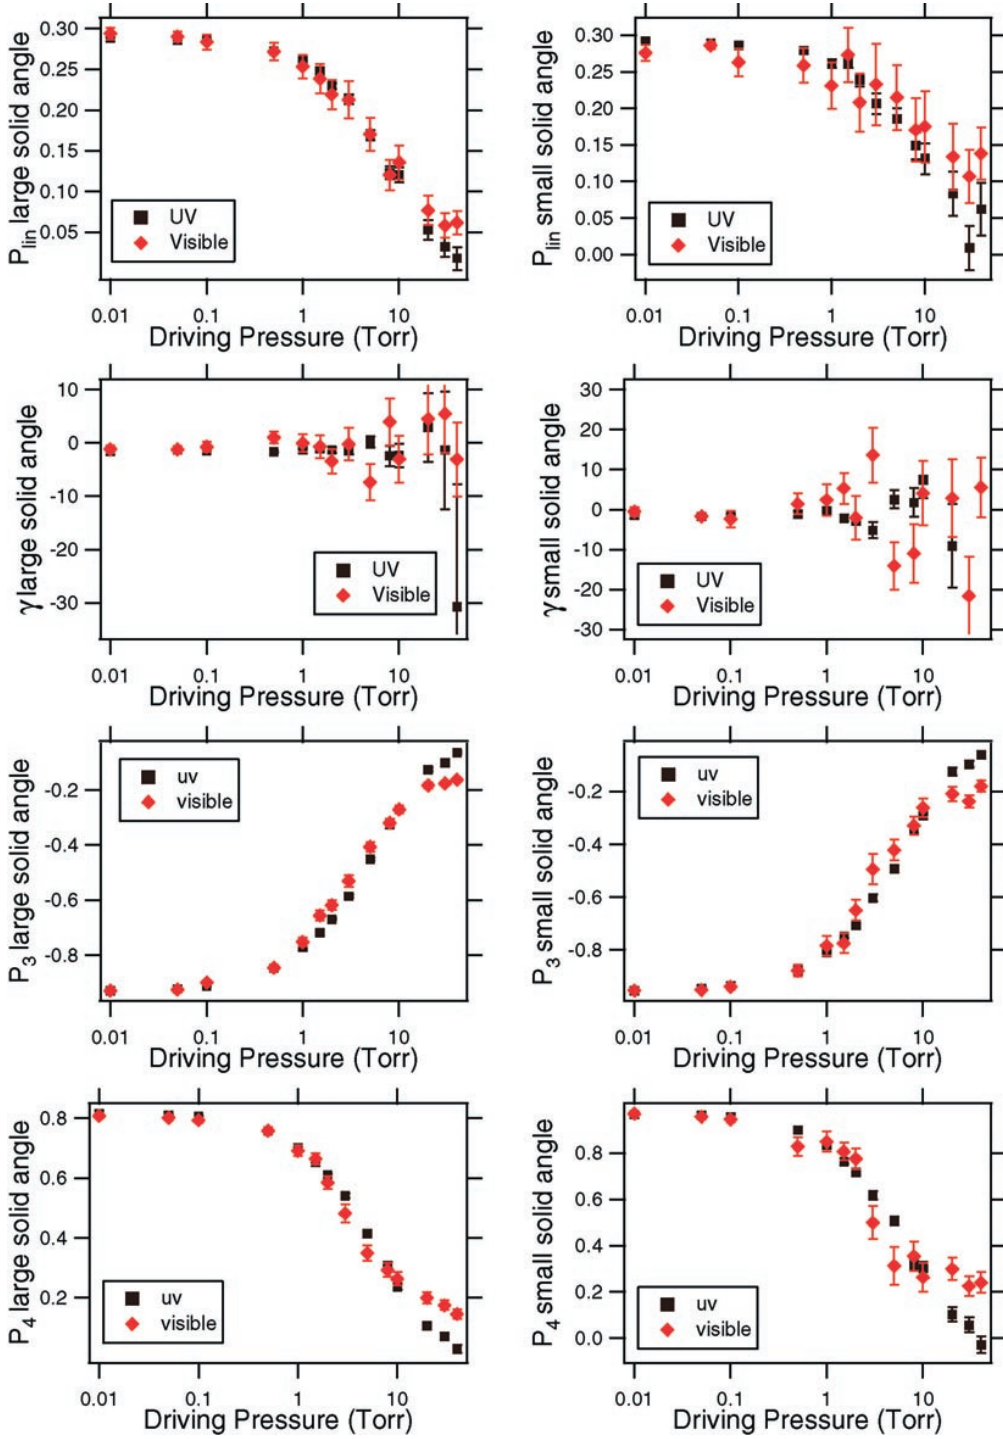 0.30
0.25
0.20
0.15
0.10
0.05
P_lin large solid angle
UV
Visible
0.01 0.1 1 10
Driving Pressure (Torr)
0.30
0.25
0.20
0.15
0.10
0.05
0.00
P_lin small solid angle
UV
Visible
0.01 0.1 1 10
Driving Pressure (Torr)
10
0
-10
-20
-30
γ large solid angle
UV
Visible
0.01 0.1 1 10
Driving Pressure (Torr)
30
20
10
0
-10
-20
-30
γ small solid angle
UV
Visible
0.01 0.1 1 10
Driving Pressure (Torr)
-0.2
-0.4
-0.6
-0.8
P₃ large solid angle
uv
visible
0.01 0.1 1 10
Driving Pressure (Torr)
-0.2
-0.4
-0.6
-0.8
P₃ small solid angle
uv
visible
0.01 0.1 1 10
Driving Pressure (Torr)
0.8
0.6
0.4
0.2
P₄ large solid angle
uv
visible
0.01 0.1 1 10
Driving Pressure (Torr)
0.8
0.6
0.4
0.2
0.0
P₄ small solid angle
uv
visible
0.01 0.1 1 10
Driving Pressure (Torr)